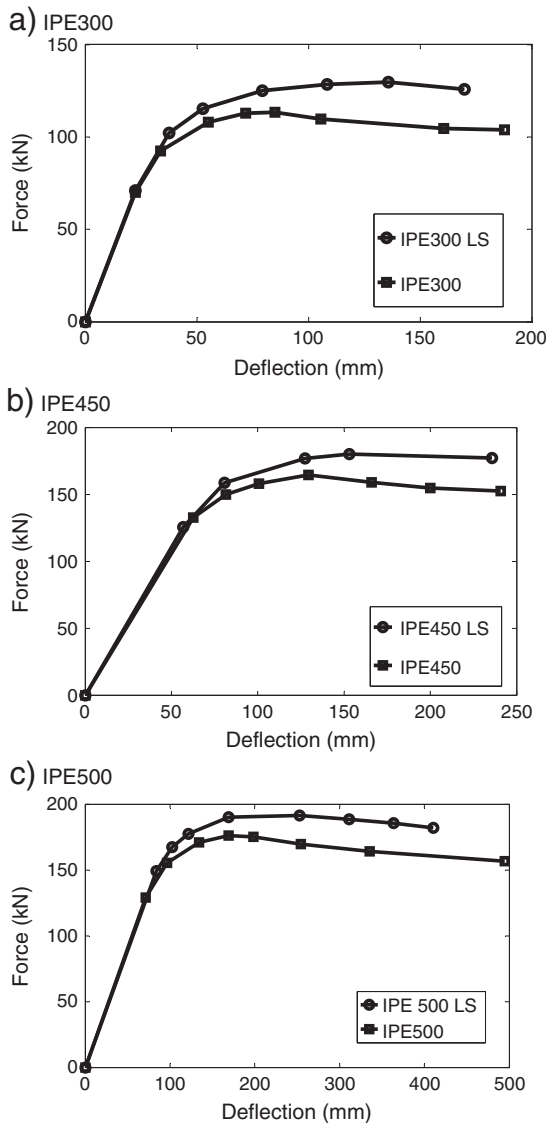 a) IPE300
150
100
50
0
Force (kN)
IPE300 LS
IPE300
0 50 100 150 200
Deflection (mm)
b) IPE450
200
150
100
50
0
Force (kN)
IPE450 LS
IPE450
0 50 100 150 200 250
Deflection (mm)
c) IPE500
200
150
100
50
0
Force (kN)
IPE 500 LS
IPE500
0 100 200 300 400 500
Deflection (mm)